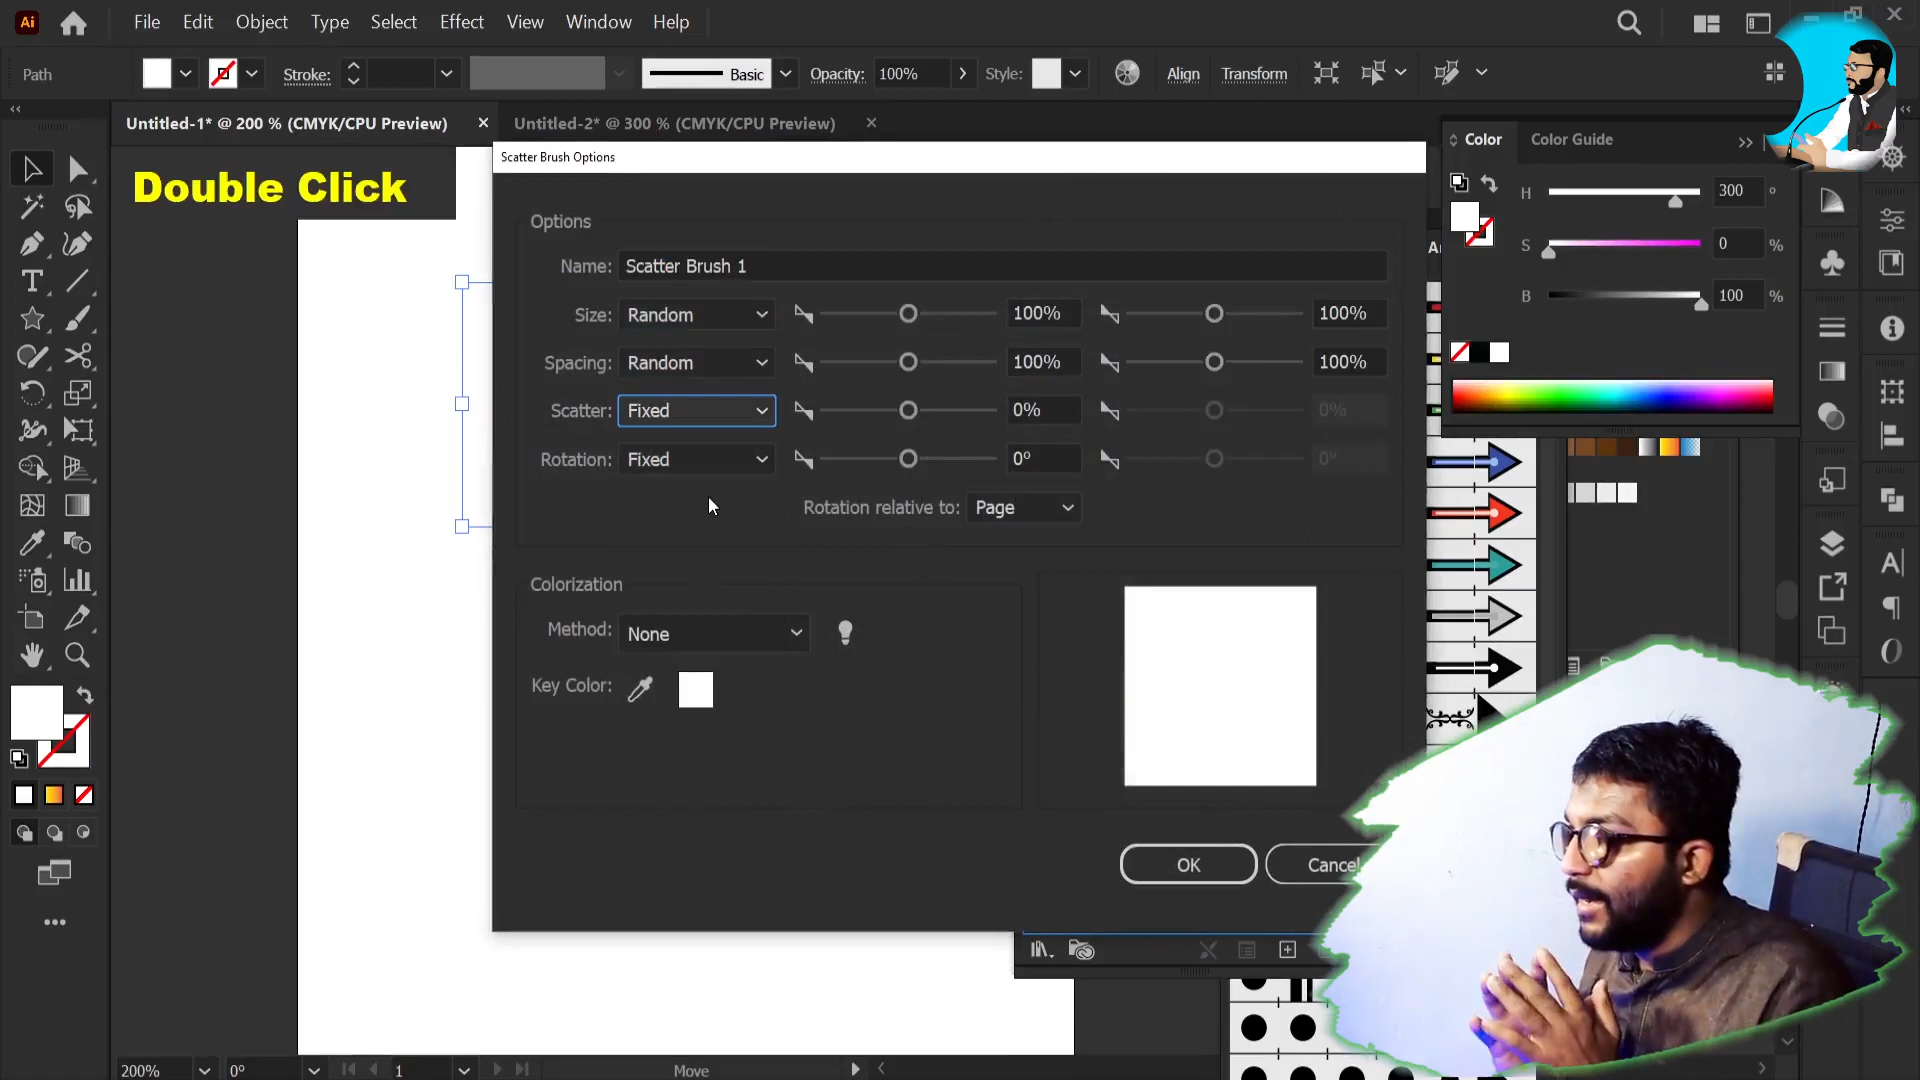 Ai File Edit Object Type Select Effect View Window Help
Path Stroke: Basic Opacity: 100% Style: Align Transform
Untitled-1* @ 200 % (CMYK/CPU Preview) Untitled-2* @ 300 % (CMYK/CPU Preview)
Double Click
Scatter Brush Options
Options
Name: Scatter Brush 1
Size: Random 100% 100%
Spacing: Random 100% 100%
Scatter: Fixed 0% 0%
Rotation: Fixed 0° 0°
Rotation relative to: Page
Colorization
Method: None
Key Color:
OK Cancel
Color Color Guide
H 300 °
S 0 %
B 100 %
200% 0° 1 Move